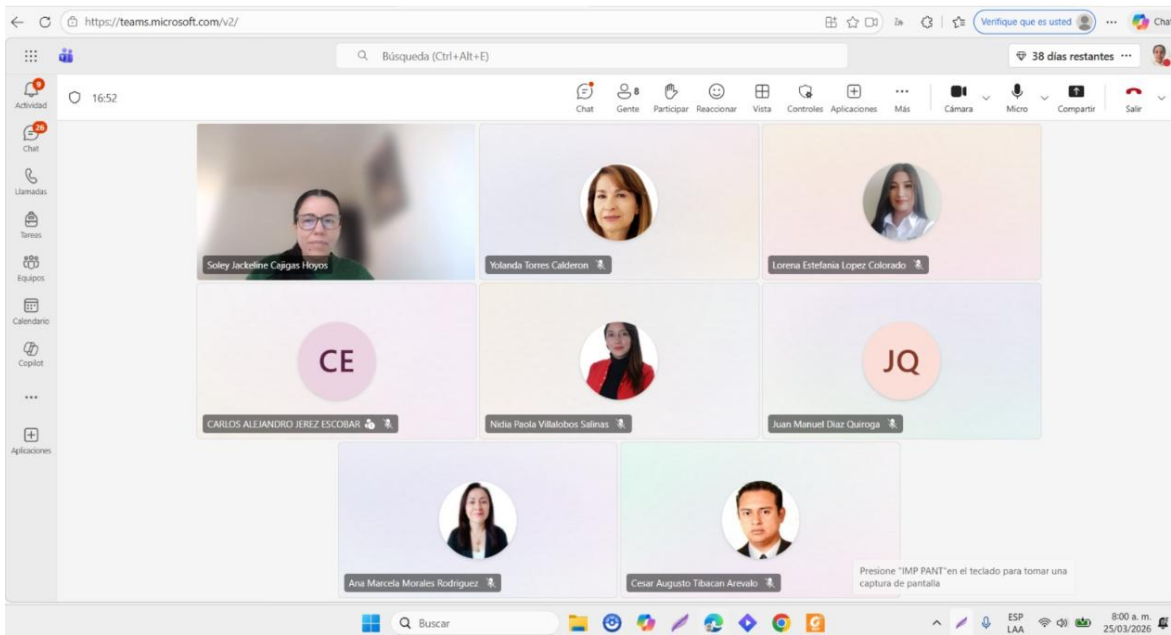 https://teams.microsoft.com/v2/
Verifique que es usted
Chat
Búsqueda (Ctrl+Alt+E)
38 días restantes
9
Actividad
16:52
Chat
8
Gente
Participar
Reaccionar
Vista
Controles
Aplicaciones
Más
Cámara
Micro
Compartir
Salir
26
Chat
Llamadas
Tareas
Equipos
Calendario
Copilot
Aplicaciones
Soley Jackeline Cajigas Hoyos
Yolanda Torres Calderon
Lorena Estefania Lopez Colorado
CE
CARLOS ALEJANDRO JEREZ ESCOBAR
Nidia Paola Villalobos Salinas
JQ
Juan Manuel Diaz Quiroga
Ana Marcela Morales Rodriguez
Cesar Augusto Tibacan Arevalo
Presione "IMP PANT"en el teclado para tomar una
captura de pantalla
Buscar
ESP
LAA
8:00 a. m.
25/03/2026